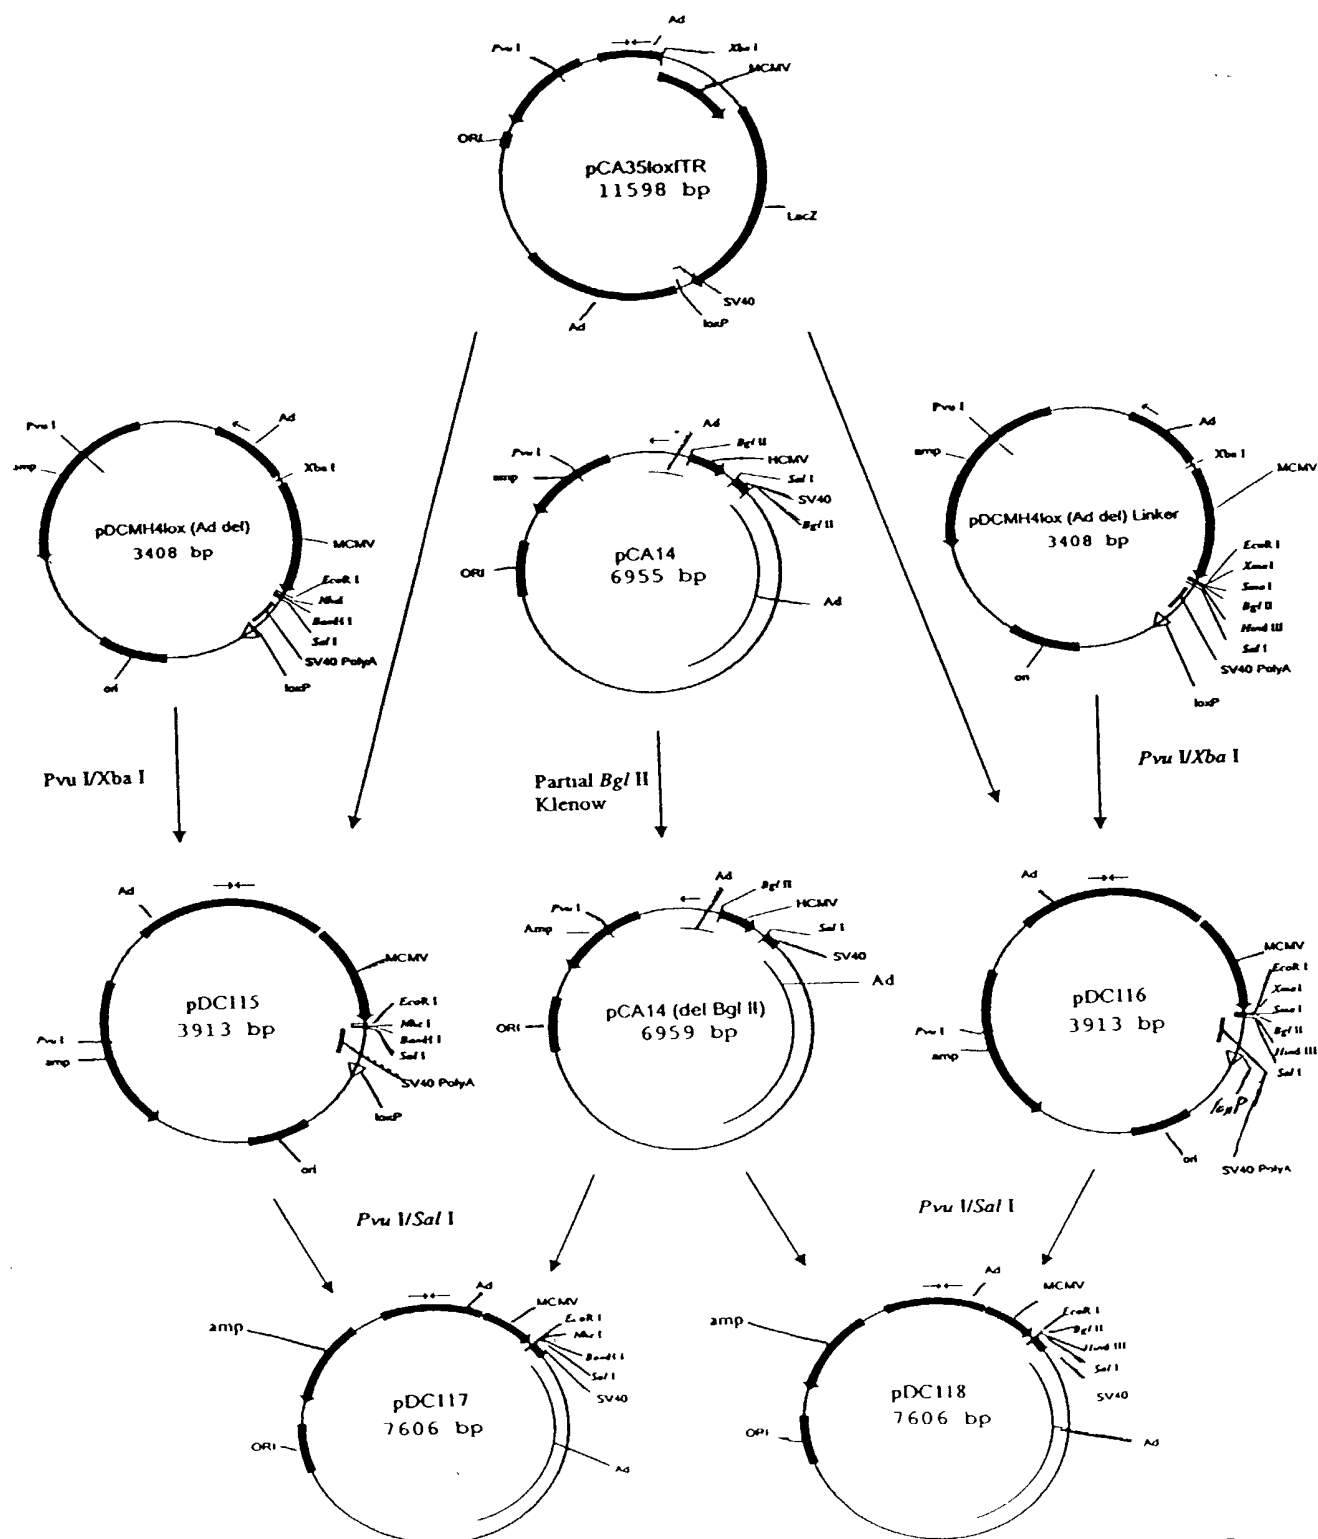 Ad
Pvu I
Xba I
MCMV
ORI
pCA35loxITR
11598 bp
LacZ
SV40
loxP
Ad
Ad
Pvu I
amp
Xba I
pDCMH4lox (Ad del)
3408 bp
MCMV
EcoR I
NheI
BamH I
Sal I
SV40 PolyA
loxP
ori
Ad
Bgl II
Pvu I
HCMV
amp
Sal I
SV40
Bgl II
pCA14
6955 bp
ORI
Ad
Pvu I
Ad
amp
Xba I
MCMV
pDCMH4lox (Ad del) Linker
3408 bp
EcoR I
Xma I
Sma I
Bgl II
Hind III
Sal I
SV40 PolyA
ori
loxP
Pvu I/Xba I
Partial Bgl II
Klenow
Pvu I/Xba I
Ad
MCMV
pDC115
3913 bp
EcoR I
Nhe I
BamH I
Sal I
Pvu I
amp
SV40 PolyA
loxP
ori
Ad
Bgl II
Pvu I
HCMV
Amp
Sal I
SV40
Ad
pCA14 (del Bgl II)
6959 bp
ORI
Ad
MCMV
EcoR I
Xma I
pDC116
3913 bp
Sma I
Bgl II
Hind III
Sal I
Pvu I
amp
loxP
ori
SV40 PolyA
Pvu I/Sal I
Pvu I/Sal I
Ad
MCMV
amp
EcoR I
Nhe I
BamH I
Sal I
SV40
pDC117
7606 bp
ORI
Ad
Ad
MCMV
amp
EcoR I
Bgl II
Hind III
Sal I
SV40
pDC118
7606 bp
ORI
Ad